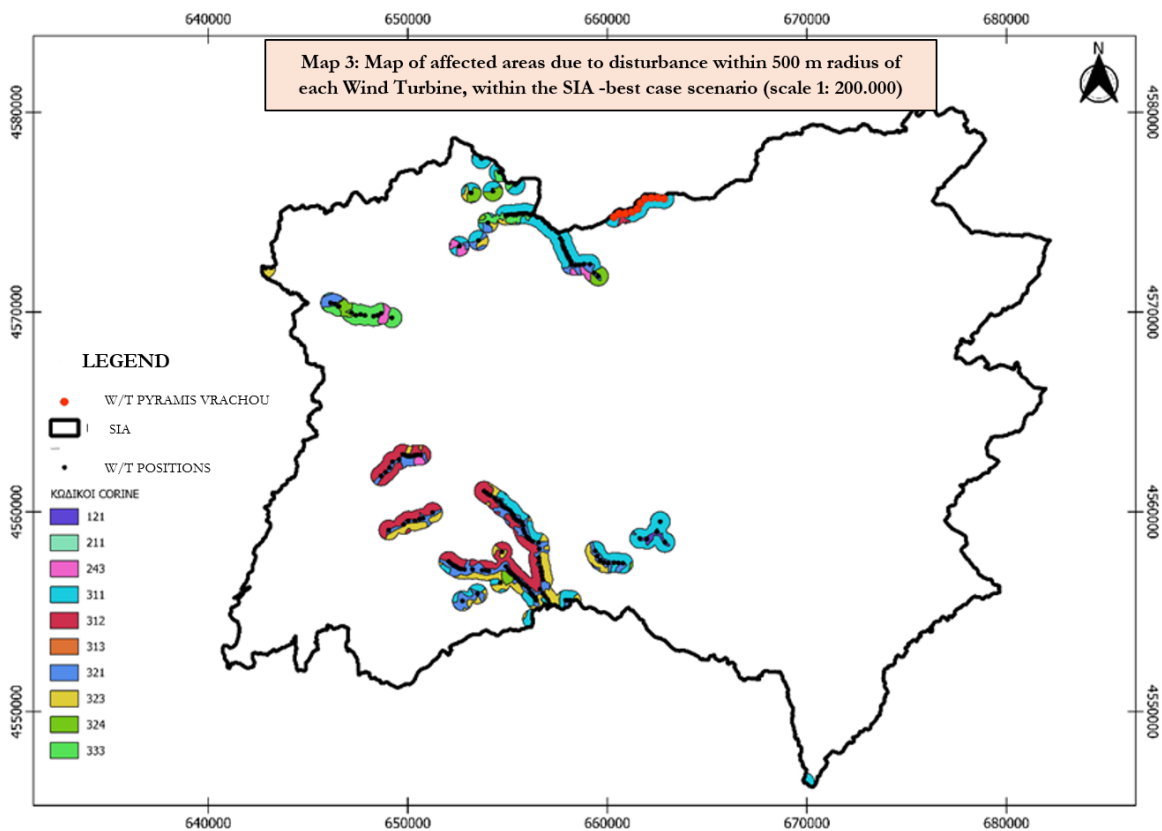 640000 650000 660000 670000 680000
Map 3: Map of affected areas due to disturbance within 500 m radius of
each Wind Turbine, within the SIA -best case scenario (scale 1: 200.000)
N
4580000 4580000
4570000 4570000
LEGEND
W/T PYRAMIS VRACHOU
SIA
W/T POSITIONS
ΚΩΔΙΚΟΙ CORINE
121
211
243
311
312
313
321
323
324
333
4560000 4560000
4550000 4550000
640000 650000 660000 670000 680000